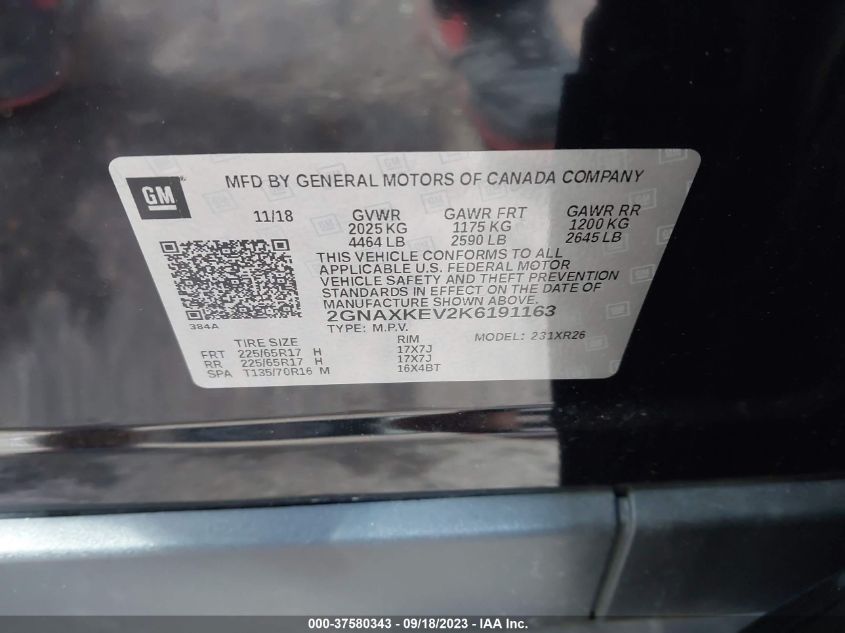 GM
MFD BY GENERAL MOTORS OF CANADA COMPANY
11/18 GVWR GAWR FRT GAWR RR
2025 KG 1175 KG 1200 KG
4464 LB 2590 LB 2645 LB
THIS VEHICLE CONFORMS TO ALL
APPLICABLE U.S. FEDERAL MOTOR
VEHICLE SAFETY AND THEFT PREVENTION
STANDARDS IN EFFECT ON THE DATE OF
MANUFACTURE SHOWN ABOVE.
2GNAXKEV2K6191163
384A
TYPE: M.P.V. MODEL: 231XR26
TIRE SIZE RIM
FRT 225/65R17 H 17X7J
RR 225/65R17 H 17X7J
SPA T135/70R16 M 16X4BT
000-37580343 - 09/18/2023 - IAA Inc.